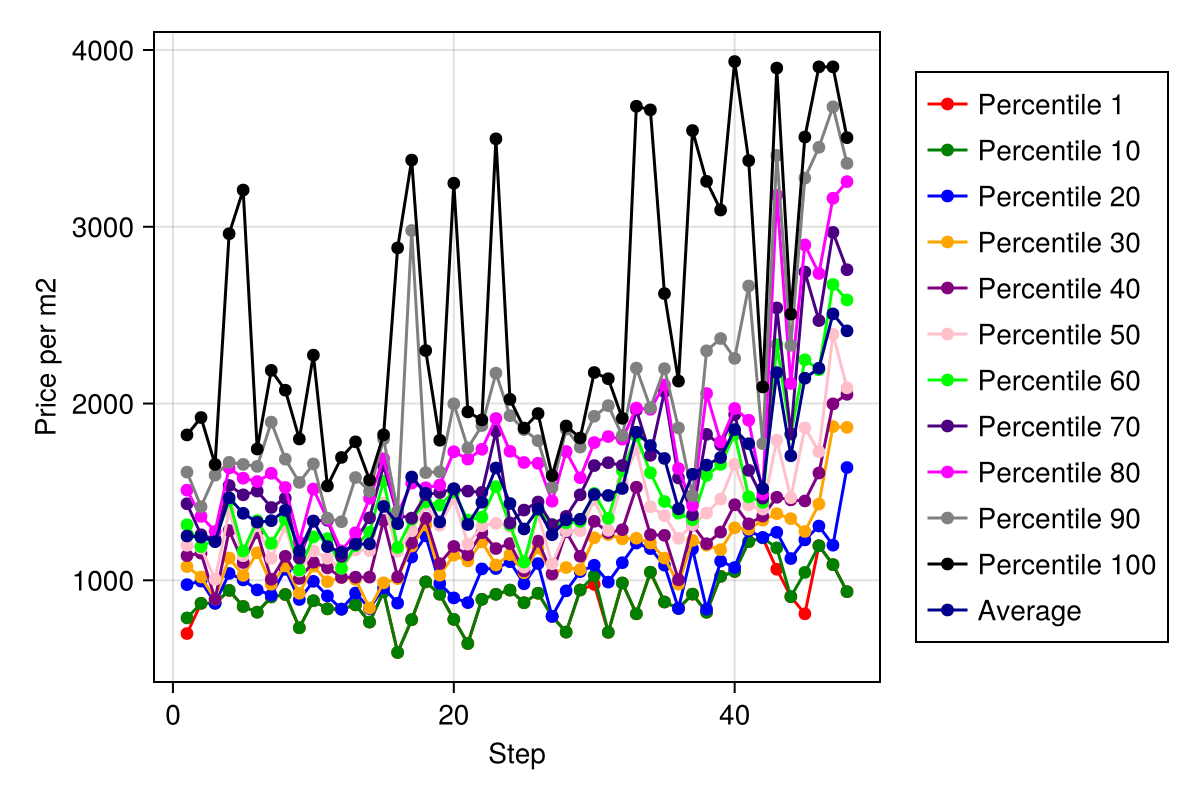 4000
3000
2000
1000
Price per m2
0 20 40
Step
Percentile 1
Percentile 10
Percentile 20
Percentile 30
Percentile 40
Percentile 50
Percentile 60
Percentile 70
Percentile 80
Percentile 90
Percentile 100
Average